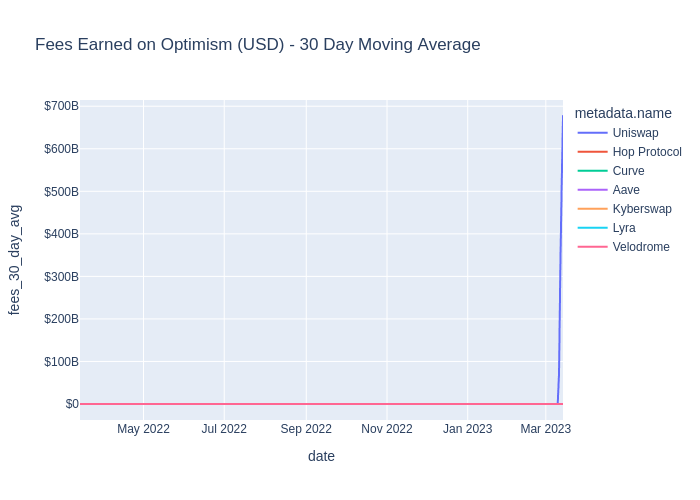 Fees Earned on Optimism (USD) - 30 Day Moving Average
fees_30_day_avg
$700B
$600B
$500B
$400B
$300B
$200B
$100B
$0
May 2022
Jul 2022
Sep 2022
Nov 2022
Jan 2023
Mar 2023
date
metadata.name
Uniswap
Hop Protocol
Curve
Aave
Kyberswap
Lyra
Velodrome